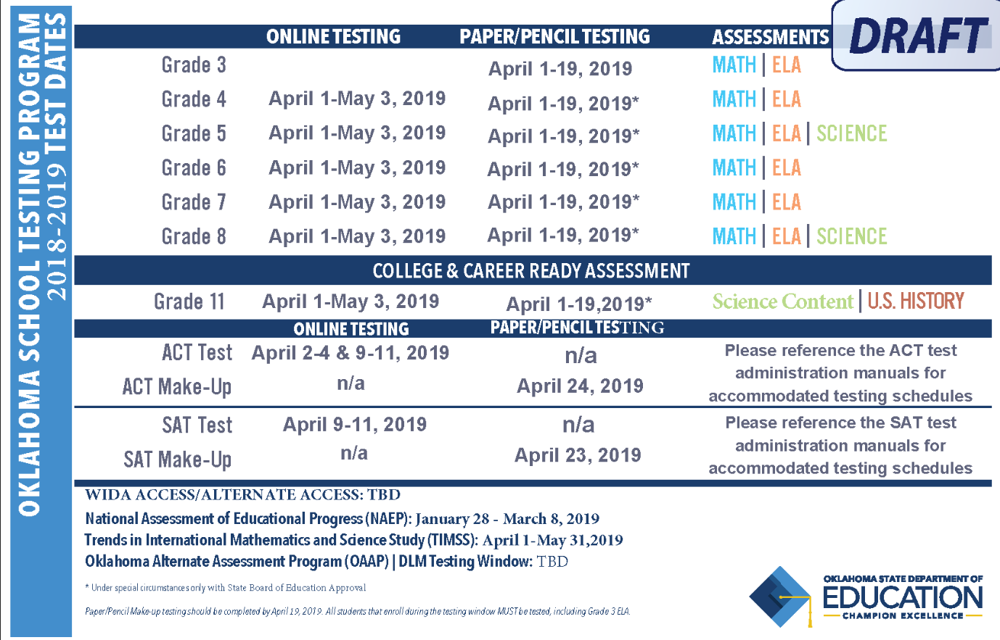 OKLAHOMA SCHOOL TESTING PROGRAM
2018-2019 TEST DATES
DRAFT
ONLINE TESTING PAPER/PENCIL TESTING ASSESSMENTS
Grade 3 April 1-19, 2019 MATH | ELA
Grade 4 April 1-May 3, 2019 April 1-19, 2019* MATH | ELA
Grade 5 April 1-May 3, 2019 April 1-19, 2019* MATH | ELA | SCIENCE
Grade 6 April 1-May 3, 2019 April 1-19, 2019* MATH | ELA
Grade 7 April 1-May 3, 2019 April 1-19, 2019* MATH | ELA
Grade 8 April 1-May 3, 2019 April 1-19, 2019* MATH | ELA | SCIENCE
COLLEGE & CAREER READY ASSESSMENT
Grade 11 April 1-May 3, 2019 April 1-19,2019* Science Content | U.S. HISTORY
ONLINE TESTING PAPER/PENCIL TESTING
ACT Test April 2-4 & 9-11, 2019 n/a
ACT Make-Up n/a April 24, 2019
Please reference the ACT test
administration manuals for
accommodated testing schedules
SAT Test April 9-11, 2019 n/a
SAT Make-Up n/a April 23, 2019
Please reference the SAT test
administration manuals for
accommodated testing schedules
WIDA ACCESS/ALTERNATE ACCESS: TBD
National Assessment of Educational Progress (NAEP): January 28 - March 8, 2019
Trends in International Mathematics and Science Study (TIMSS): April 1-May 31,2019
Oklahoma Alternate Assessment Program (OAAP) | DLM Testing Window: TBD
* Under special circumstances only with State Board of Education Approval
Paper/Pencil Make-up testing should be completed by April 19, 2019. All students that enroll during the testing window MUST be tested, including Grade 3 ELA.
OKLAHOMA STATE DEPARTMENT OF
EDUCATION
CHAMPION EXCELLENCE